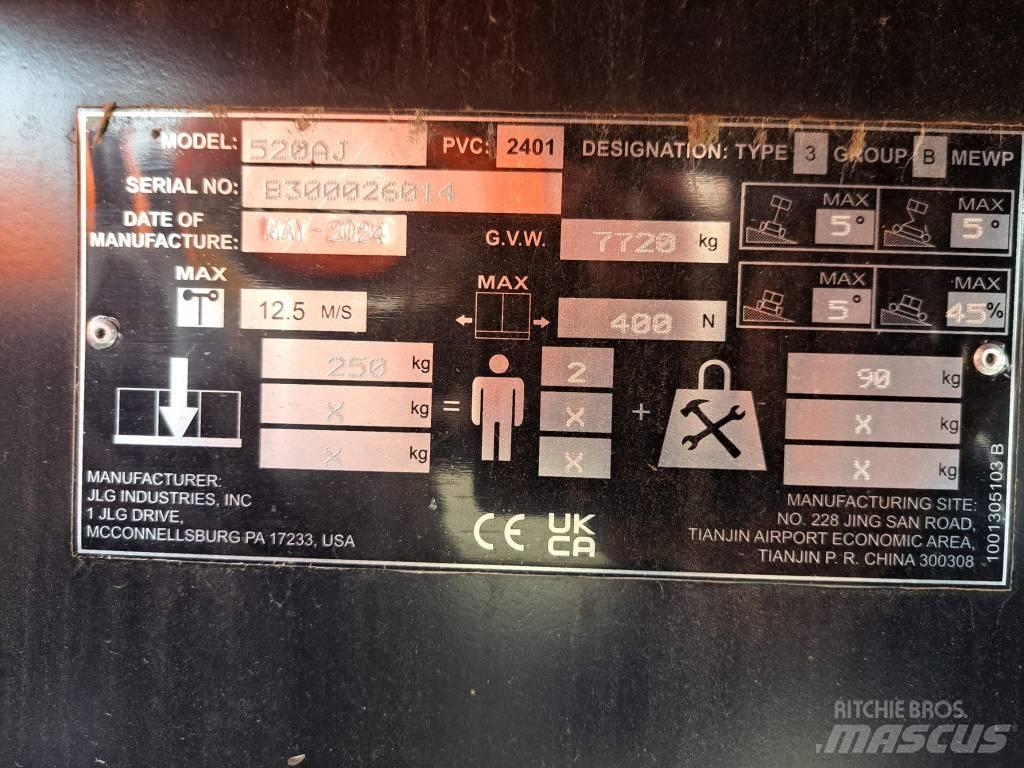 MODEL: 520AJ PVC: 2401 DESIGNATION: TYPE 3 GROUP B MEWP
SERIAL NO: B300026014
DATE OF
MANUFACTURE: MAY-2024
G.V.W. 7720 kg
MAX 5° MAX 5°
MAX 5° MAX 45%
MAX 12.5 M/S
MAX 400 N
250 kg = 2 + 90 kg
X kg X X kg
X kg X X kg
MANUFACTURER:
JLG INDUSTRIES, INC
1 JLG DRIVE,
MCCONNELLSBURG PA 17233, USA
CE UK
CA
MANUFACTURING SITE:
NO. 228 JING SAN ROAD,
TIANJIN AIRPORT ECONOMIC AREA,
TIANJIN P. R. CHINA 300308
1001305103 B
RITCHIE BROS.
MASCUS